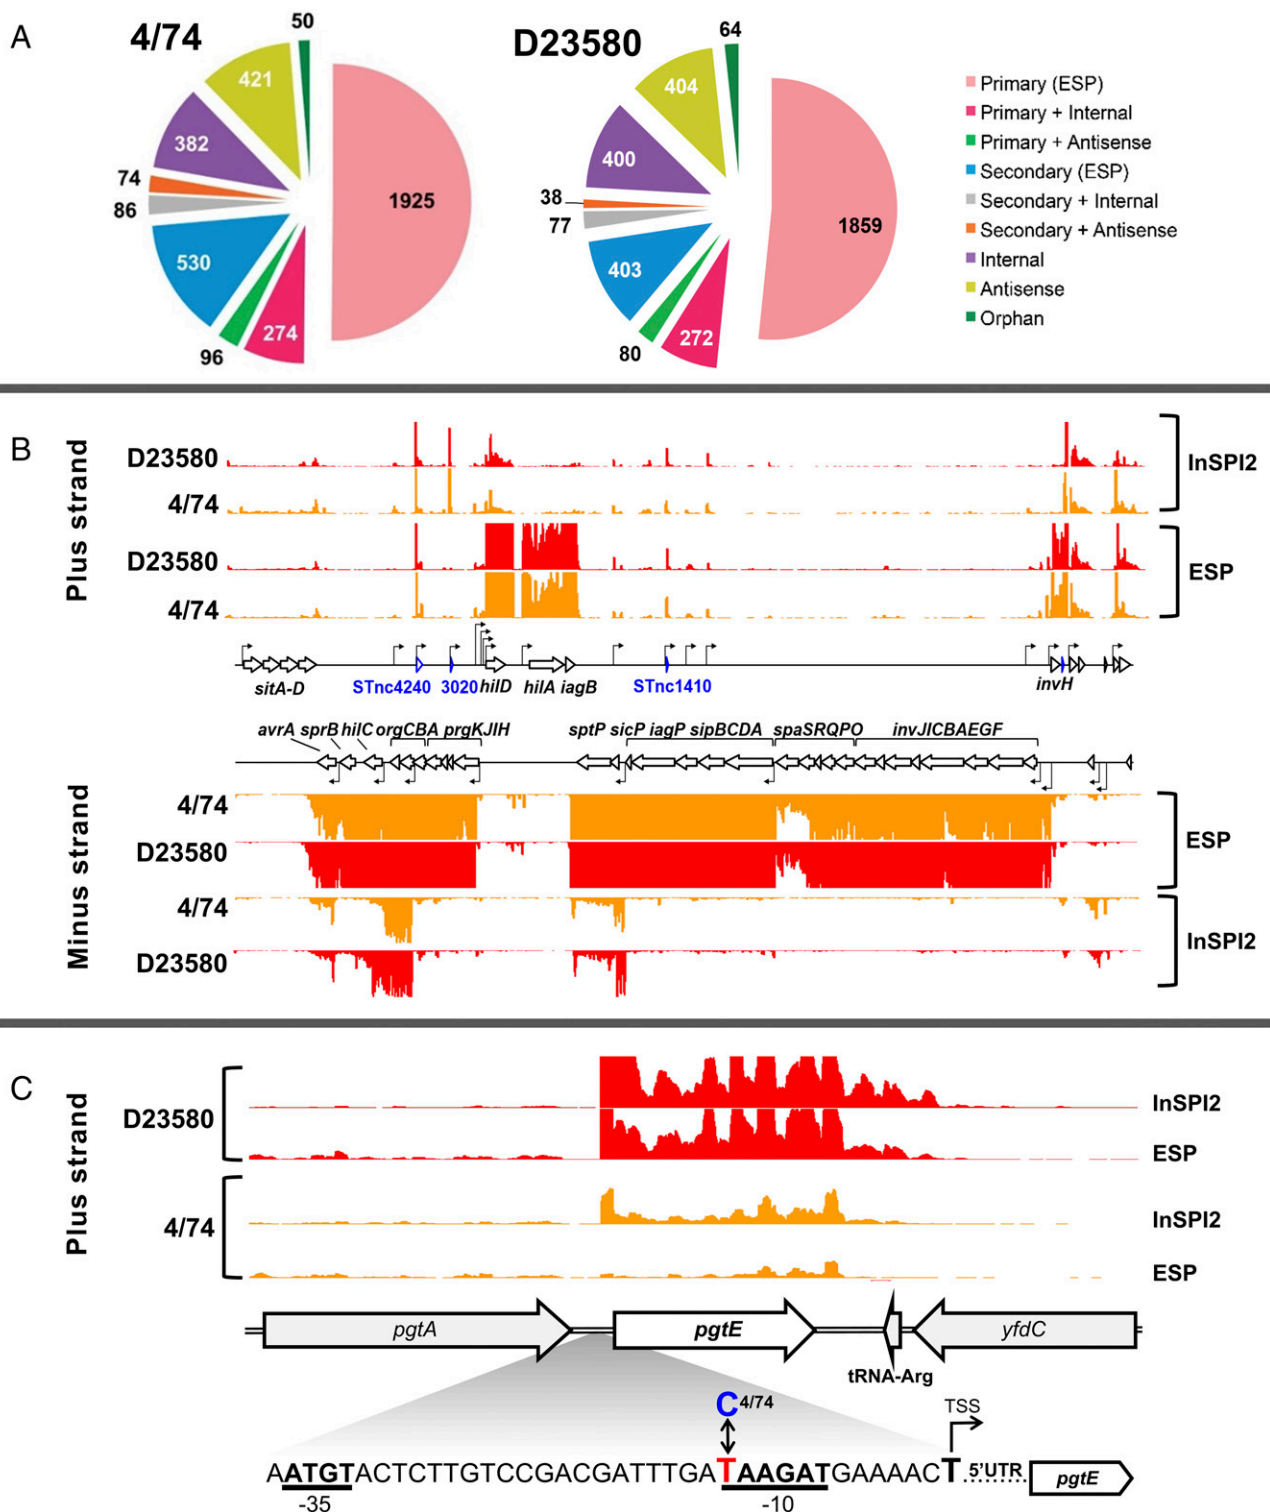 A
4/74
D23580
50
421
382
74
86
530
96
274
1925
64
404
400
38
77
403
80
272
1859
Primary (ESP)
Primary + Internal
Primary + Antisense
Secondary (ESP)
Secondary + Internal
Secondary + Antisense
Internal
Antisense
Orphan
B
Plus strand
D23580
4/74
InSPI2
D23580
4/74
ESP
sitA-D
STnc4240
3020
hilD
hilA iagB
STnc1410
invH
avrA sprB hilC orgCBA prgKJIH
sptP sicP iagP sipBCDA spaSRQPO invJICBAEGF
Minus strand
4/74
D23580
ESP
4/74
D23580
InSPI2
C
Plus strand
D23580
InSPI2
ESP
4/74
InSPI2
ESP
pgtA
pgtE
yfdC
tRNA-Arg
C4/74
TSS
AATGTACTCTTGTCCGACGATTTGATAAGATGAAAACT
5'UTR
pgtE
-35
-10